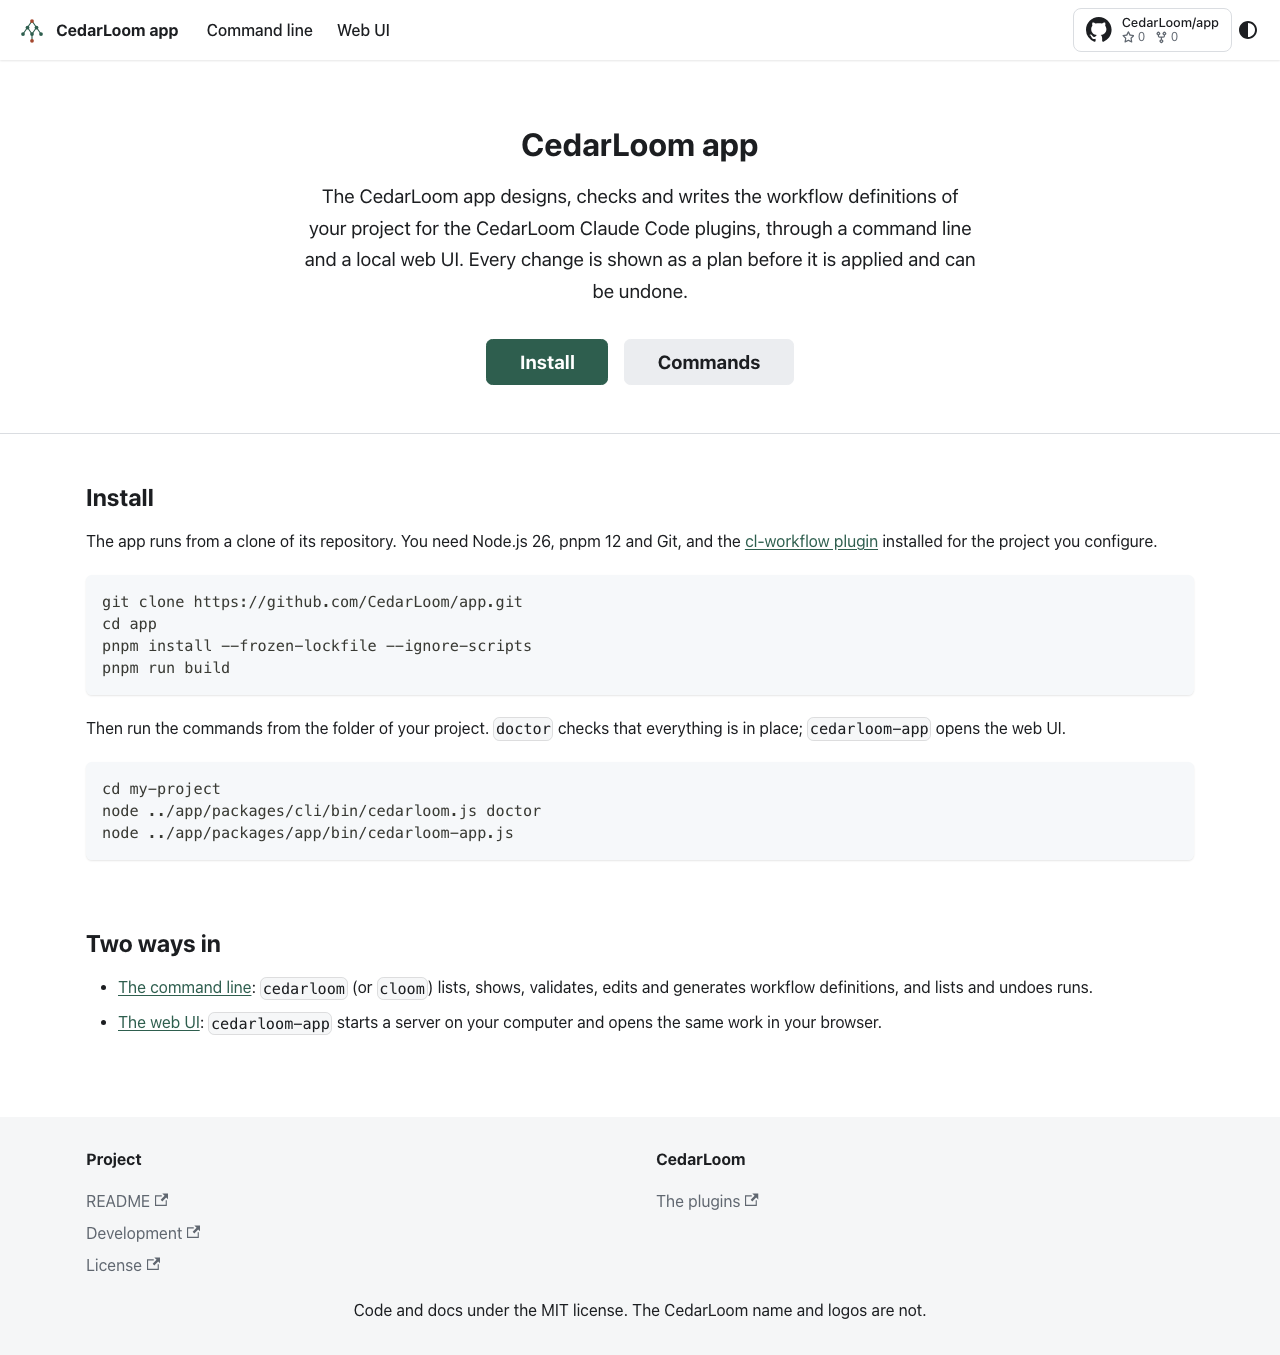 CedarLoom app
Command line
Web UI
CedarLoom/app
0 0
CedarLoom app
The CedarLoom app designs, checks and writes the workflow definitions of
your project for the CedarLoom Claude Code plugins, through a command line
and a local web UI. Every change is shown as a plan before it is applied and can
be undone.
Install
Commands
Install
The app runs from a clone of its repository. You need Node.js 26, pnpm 12 and Git, and the cl-workflow plugin installed for the project you configure.
git clone https://github.com/CedarLoom/app.git
cd app
pnpm install --frozen-lockfile --ignore-scripts
pnpm run build
Then run the commands from the folder of your project. doctor checks that everything is in place; cedarloom-app opens the web UI.
cd my-project
node ../app/packages/cli/bin/cedarloom.js doctor
node ../app/packages/app/bin/cedarloom-app.js
Two ways in
• The command line: cedarloom (or cloom) lists, shows, validates, edits and generates workflow definitions, and lists and undoes runs.
• The web UI: cedarloom-app starts a server on your computer and opens the same work in your browser.
Project
README
Development
License
CedarLoom
The plugins
Code and docs under the MIT license. The CedarLoom name and logos are not.